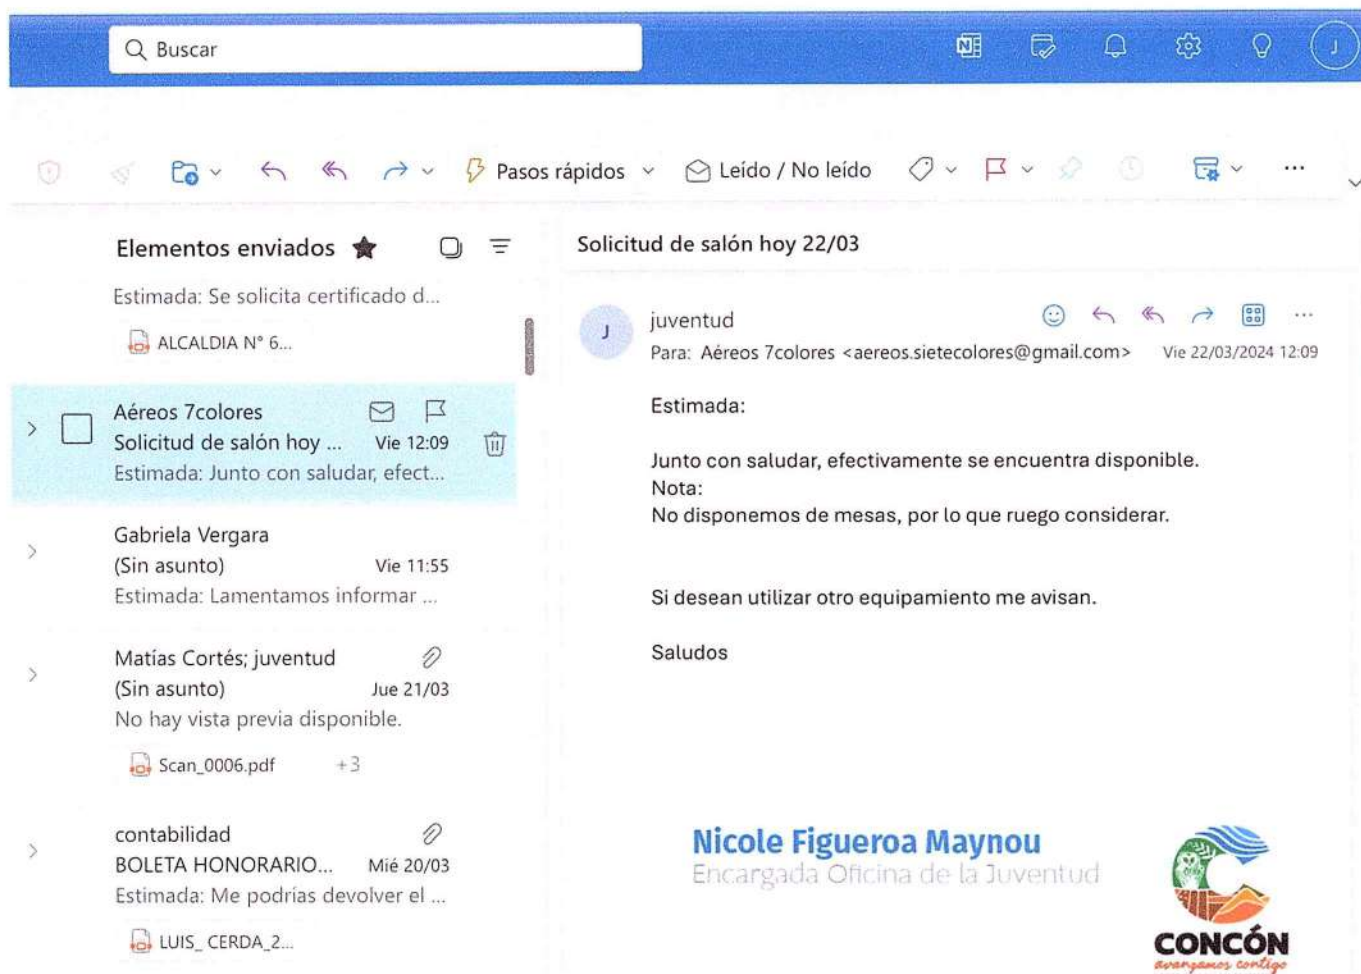 Buscar
J
Pasos rápidos
Leído / No leído
Elementos enviados
Estimada: Se solicita certificado d...
ALCALDIA N° 6...
Aéreos 7colores
Solicitud de salón hoy ... Vie 12:09
Estimada: Junto con saludar, efect...
Gabriela Vergara
(Sin asunto) Vie 11:55
Estimada: Lamentamos informar ...
Matías Cortés; juventud
(Sin asunto) Jue 21/03
No hay vista previa disponible.
Scan_0006.pdf +3
contabilidad
BOLETA HONORARIO... Mié 20/03
Estimada: Me podrías devolver el ...
LUIS_ CERDA_2...
Solicitud de salón hoy 22/03
J
juventud
Para: Aéreos 7colores <aereos.sietecolores@gmail.com> Vie 22/03/2024 12:09
Estimada:
Junto con saludar, efectivamente se encuentra disponible.
Nota:
No disponemos de mesas, por lo que ruego considerar.
Si desean utilizar otro equipamiento me avisan.
Saludos
Nicole Figueroa Maynou
Encargada Oficina de la Juventud
CONCÓN
avanzamos contigo